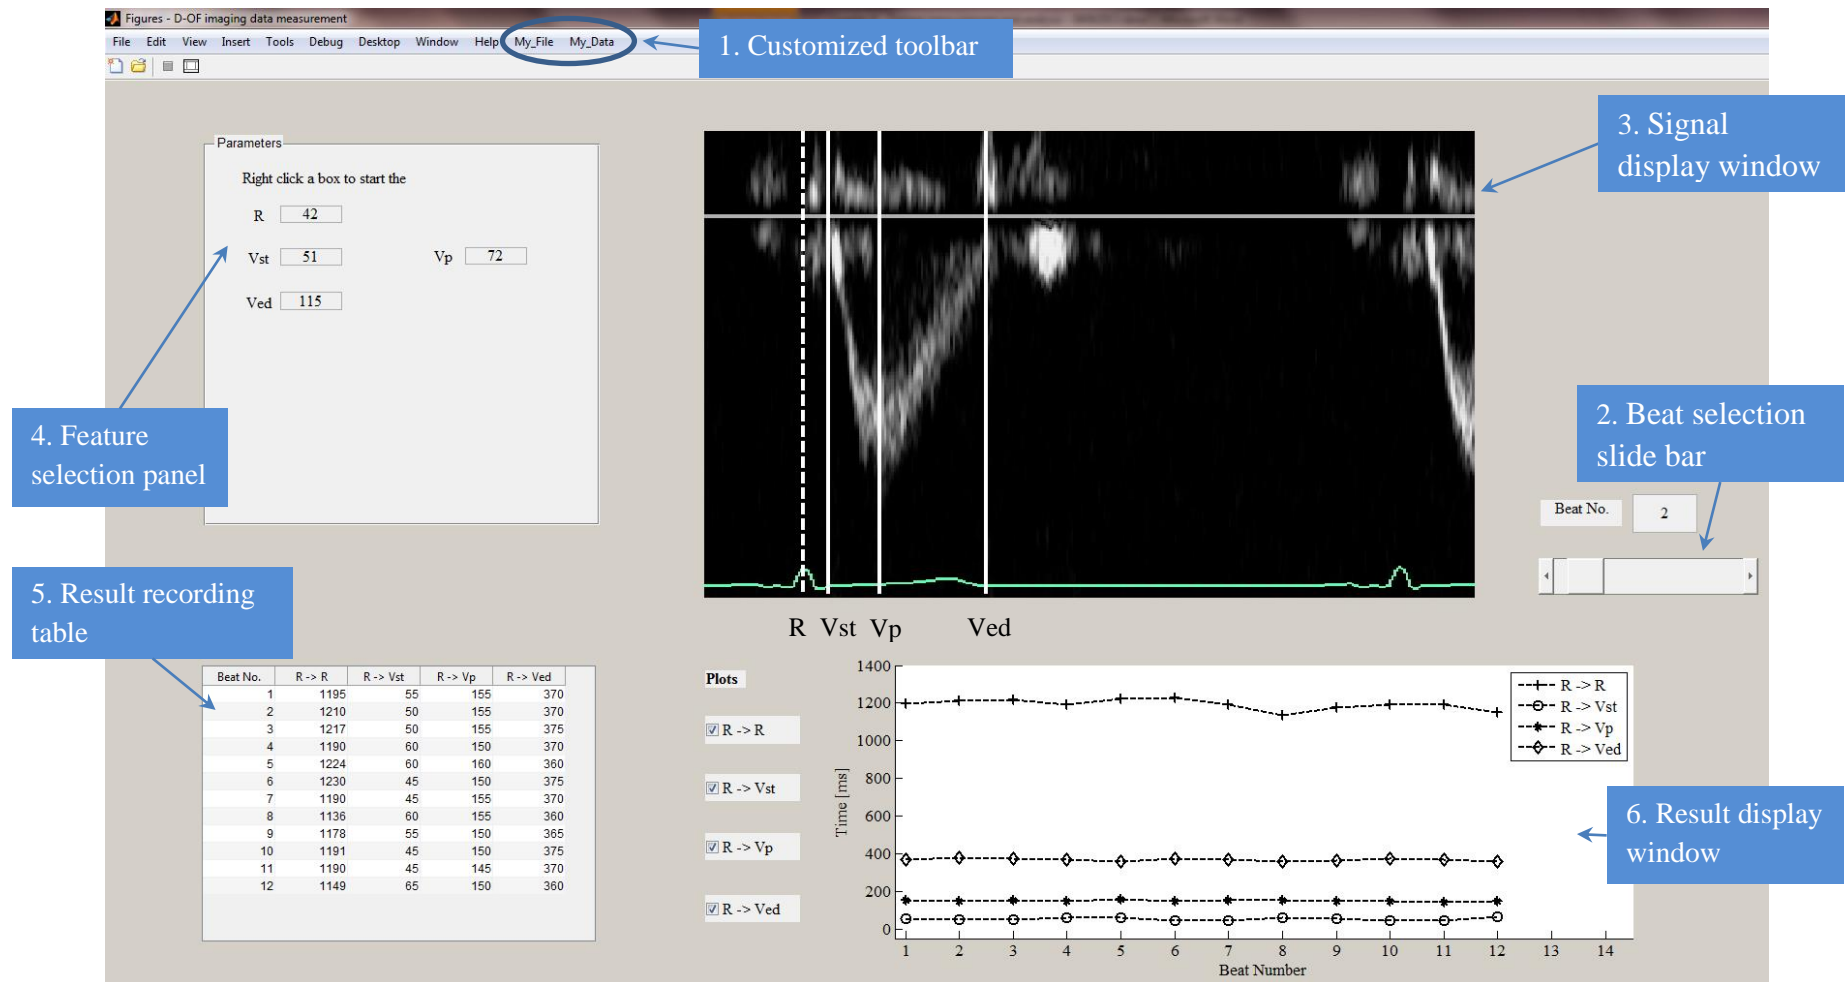 Figures - D-OF imaging data measurement
File Edit View Insert Tools Debug Desktop Window Help My_File My_Data
1. Customized toolbar
3. Signal
display window
Parameters
Right click a box to start the
R 42
Vst 51 Vp 72
Ved 115
4. Feature
selection panel
2. Beat selection
slide bar
Beat No. 2
5. Result recording
table
R Vst Vp Ved
Beat No. R -> R R -> Vst R -> Vp R -> Ved
1 1195 55 155 370
2 1210 50 155 370
3 1217 50 155 375
4 1190 60 150 370
5 1224 60 160 360
6 1230 45 150 375
7 1190 45 155 370
8 1136 60 155 360
9 1178 55 150 365
10 1191 45 150 375
11 1190 45 145 370
12 1149 65 150 360
Plots
R -> R
R -> Vst
R -> Vp
R -> Ved
1400
1200
1000
800
600
400
200
0
Time [ms]
R -> R
R -> Vst
R -> Vp
R -> Ved
1 2 3 4 5 6 7 8 9 10 11 12 13 14
Beat Number
6. Result display
window